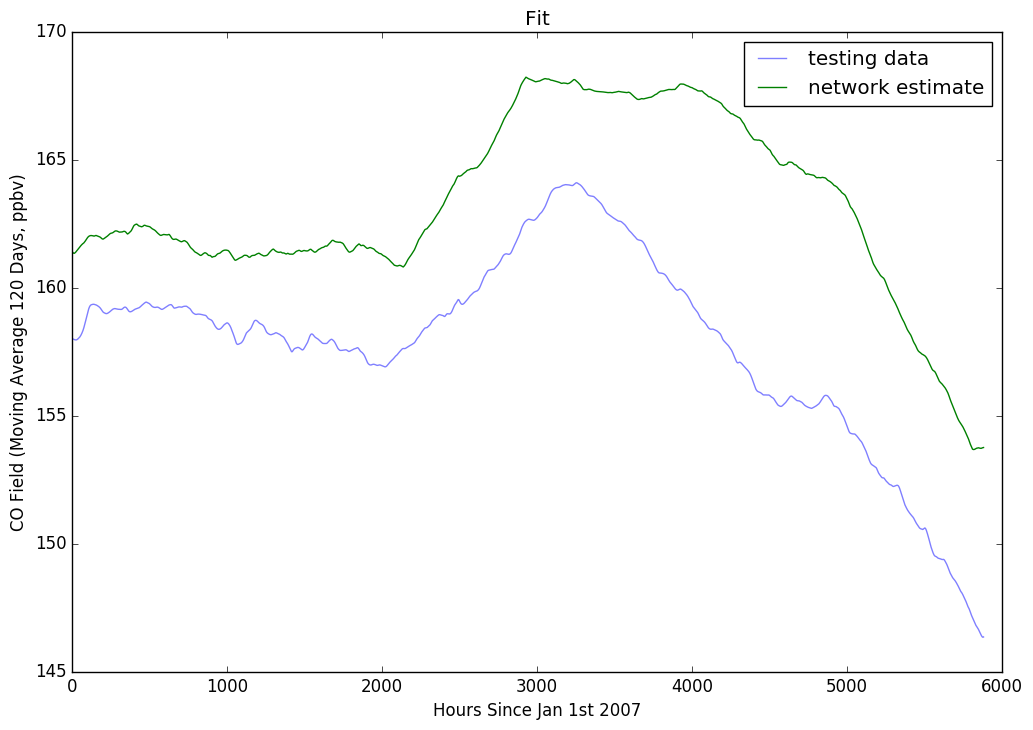 Fit
testing data
network estimate
CO Field (Moving Average 120 Days, ppbv)
170
165
160
155
150
145
0 1000 2000 3000 4000 5000 6000
Hours Since Jan 1st 2007